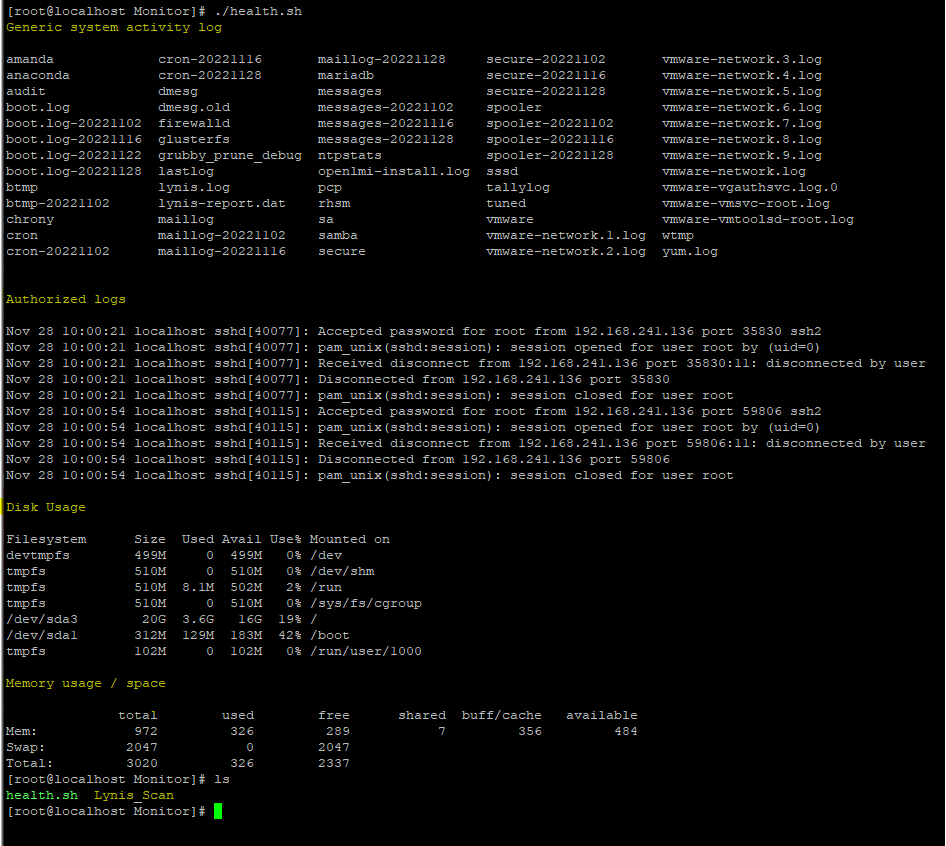 [root@localhost Monitor]# ./health.sh
Generic system activity log
amanda cron-20221116 maillog-20221128 secure-20221102 vmware-network.3.log
anaconda cron-20221128 mariadb secure-20221116 vmware-network.4.log
audit dmesg messages secure-20221128 vmware-network.5.log
boot.log dmesg.old messages-20221102 spooler vmware-network.6.log
boot.log-20221102 firewalld messages-20221116 spooler-20221102 vmware-network.7.log
boot.log-20221116 glusterfs messages-20221128 spooler-20221116 vmware-network.8.log
boot.log-20221122 grubby_prune_debug ntpstats spooler-20221128 vmware-network.9.log
boot.log-20221128 lastlog openlmi-install.log sssd vmware-network.log
btmp lynis.log pcp tallylog vmware-vgauthsvc.log.0
btmp-20221102 lynis-report.dat rhsm tuned vmware-vmsvc-root.log
chrony maillog sa vmware vmware-vmtoolsd-root.log
cron maillog-20221102 samba vmware-network.1.log wtmp
cron-20221102 maillog-20221116 secure vmware-network.2.log yum.log
Authorized logs
Nov 28 10:00:21 localhost sshd[40077]: Accepted password for root from 192.168.241.136 port 35830 ssh2
Nov 28 10:00:21 localhost sshd[40077]: pam_unix(sshd:session): session opened for user root by (uid=0)
Nov 28 10:00:21 localhost sshd[40077]: Received disconnect from 192.168.241.136 port 35830:11: disconnected by user
Nov 28 10:00:21 localhost sshd[40077]: Disconnected from 192.168.241.136 port 35830
Nov 28 10:00:21 localhost sshd[40077]: pam_unix(sshd:session): session closed for user root
Nov 28 10:00:54 localhost sshd[40115]: Accepted password for root from 192.168.241.136 port 59806 ssh2
Nov 28 10:00:54 localhost sshd[40115]: pam_unix(sshd:session): session opened for user root by (uid=0)
Nov 28 10:00:54 localhost sshd[40115]: Received disconnect from 192.168.241.136 port 59806:11: disconnected by user
Nov 28 10:00:54 localhost sshd[40115]: Disconnected from 192.168.241.136 port 59806
Nov 28 10:00:54 localhost sshd[40115]: pam_unix(sshd:session): session closed for user root
Disk Usage
Filesystem Size Used Avail Use% Mounted on
devtmpfs 499M 0 499M 0% /dev
tmpfs 510M 0 510M 0% /dev/shm
tmpfs 510M 8.1M 502M 2% /run
tmpfs 510M 0 510M 0% /sys/fs/cgroup
/dev/sda3 20G 3.6G 16G 19% /
/dev/sda1 312M 129M 183M 42% /boot
tmpfs 102M 0 102M 0% /run/user/1000
Memory usage / space
total used free shared buff/cache available
Mem: 972 326 289 7 356 484
Swap: 2047 0 2047
Total: 3020 326 2337
[root@localhost Monitor]# ls
health.sh Lynis_Scan
[root@localhost Monitor]#